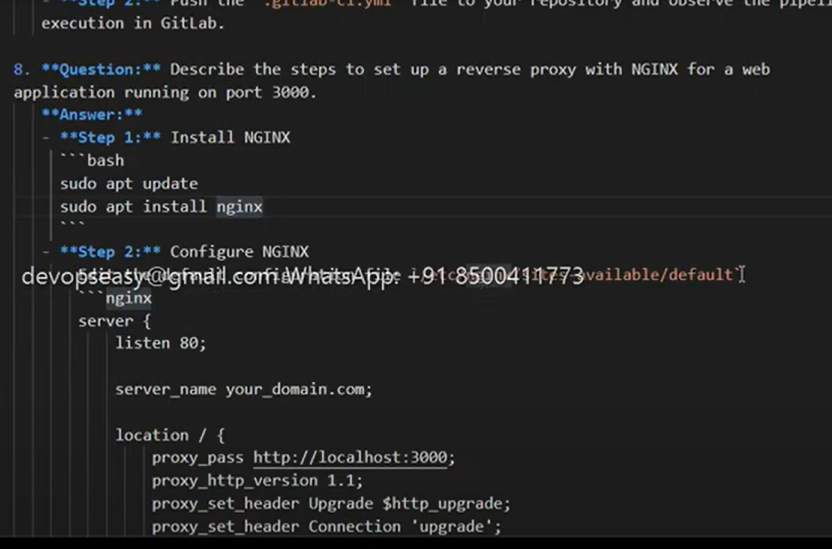 - **Step 2:** Push the `.gitlab-ci.yml` file to your repository and observe the
execution in GitLab.
8. **Question:** Describe the steps to set up a reverse proxy with NGINX for a web
application running on port 3000.
**Answer:**
- **Step 1:** Install NGINX
```bash
sudo apt update
sudo apt install nginx
```
- **Step 2:** Configure NGINX
available/default`
devopseasy@gmail.com WhatsApp: +91 8500411773
```nginx
server {
listen 80;
server_name your_domain.com;
location / {
proxy_pass http://localhost:3000;
proxy_http_version 1.1;
proxy_set_header Upgrade $http_upgrade;
proxy_set_header Connection 'upgrade';